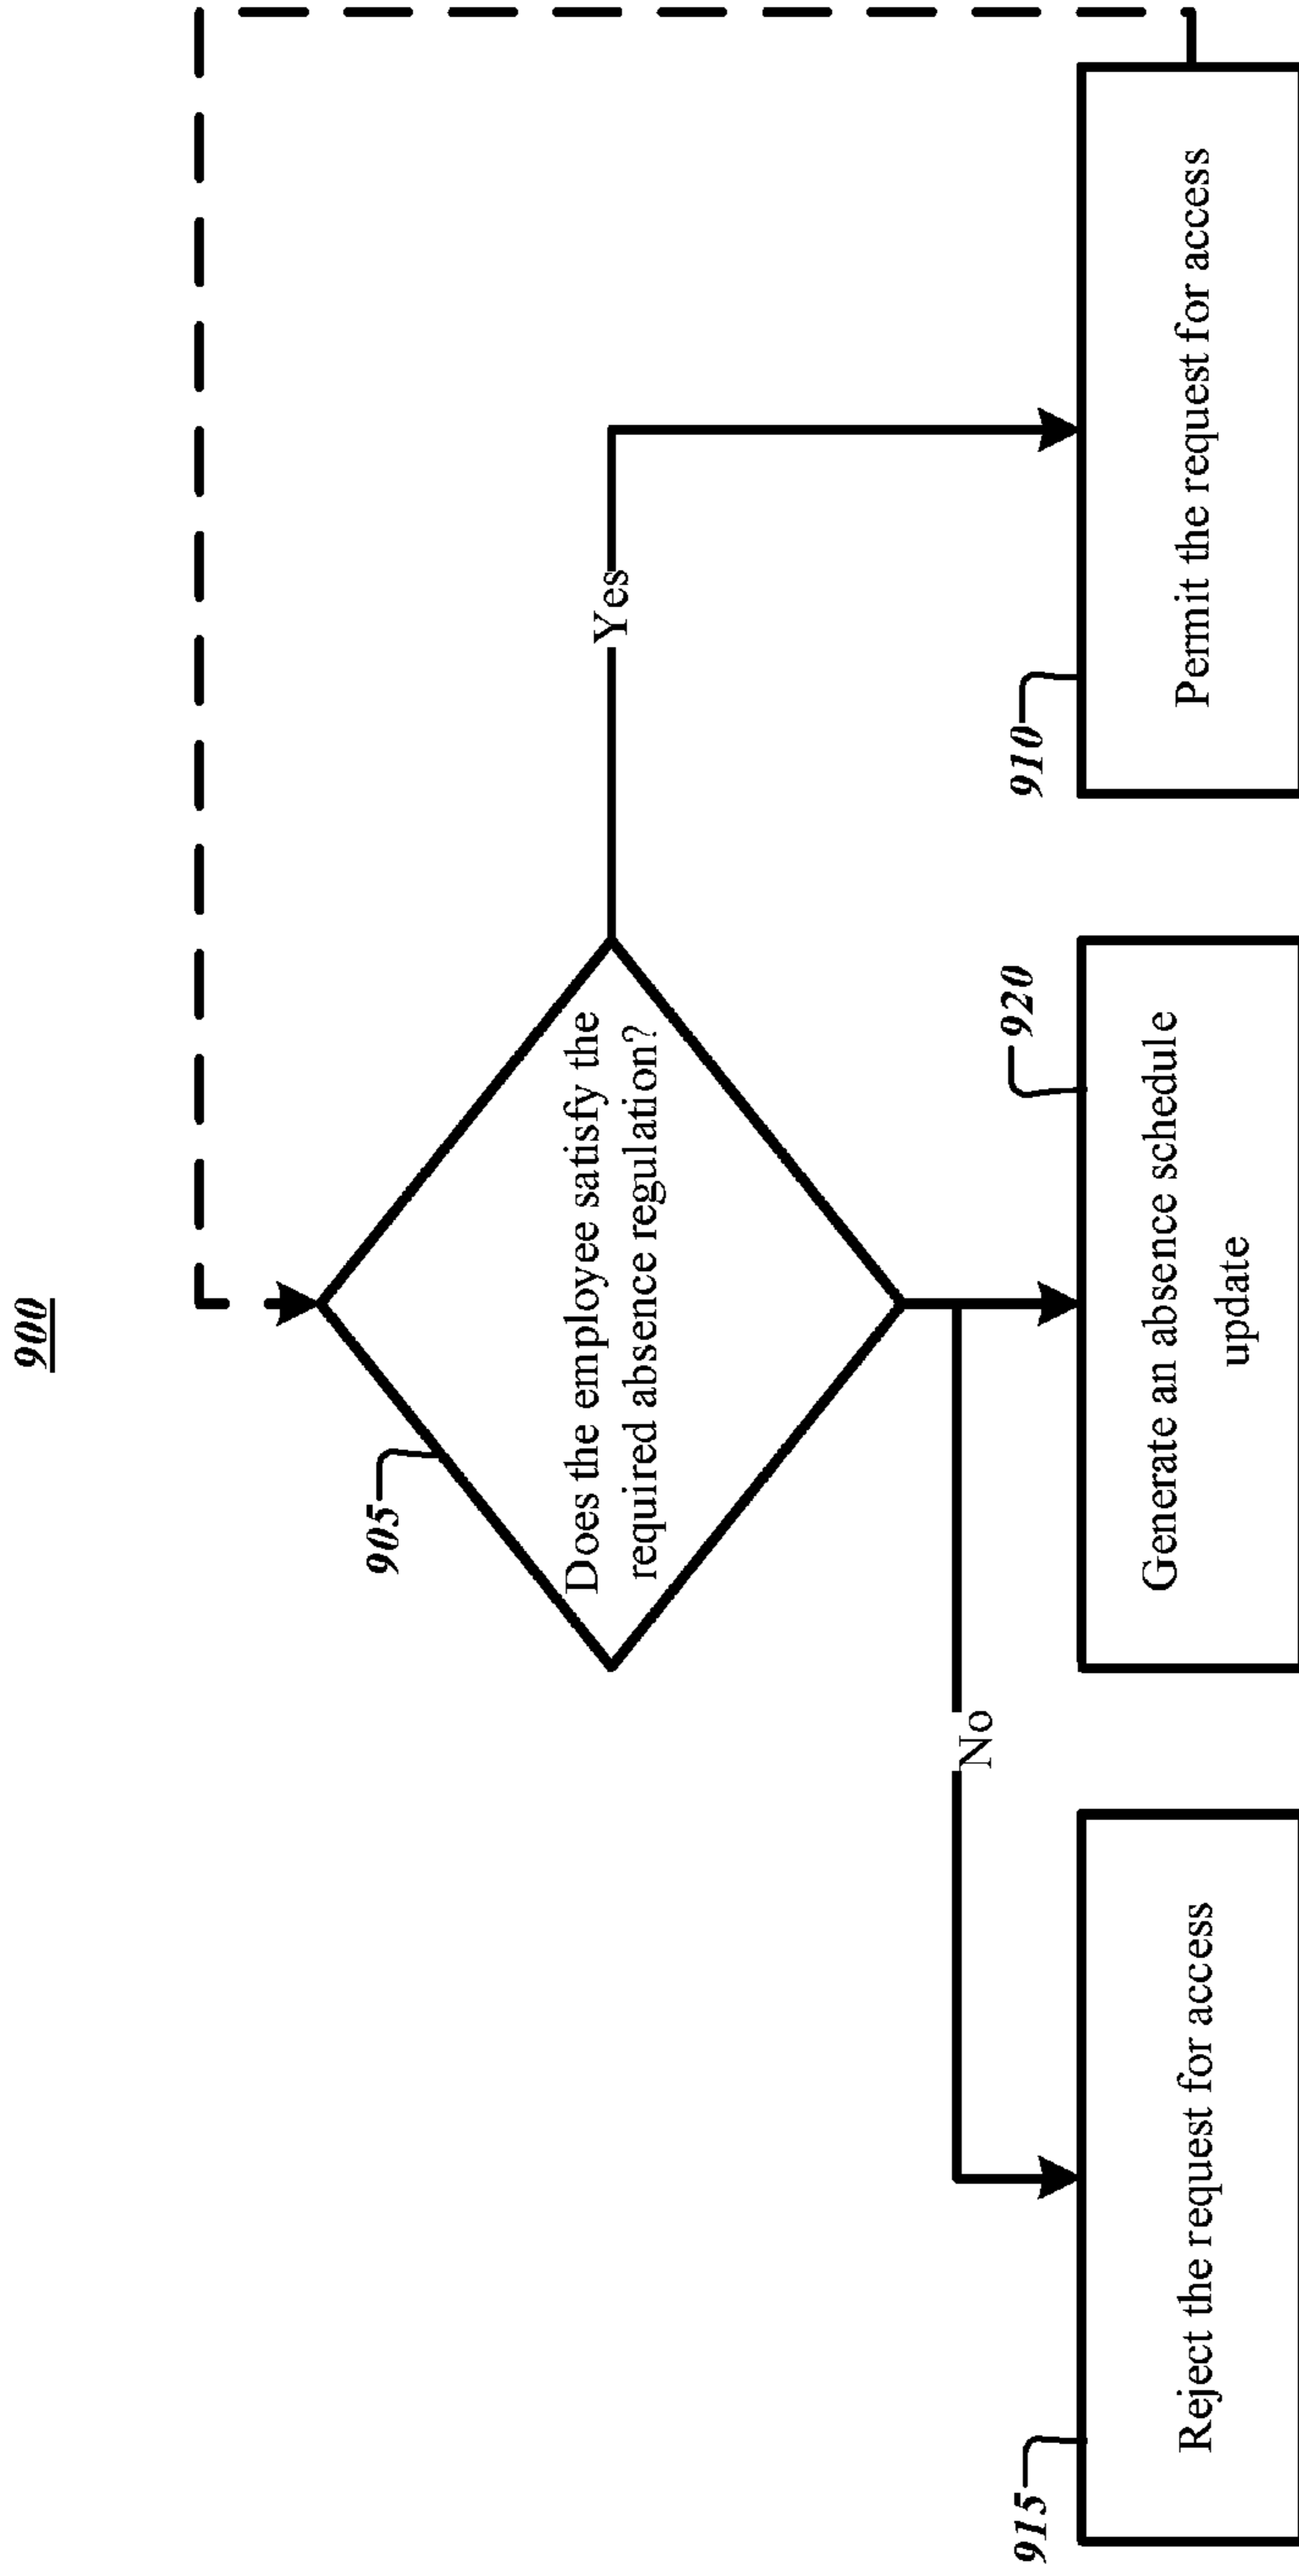 900
905
Does the employee satisfy the
required absence regulation?
Yes
No
915
Reject the request for access
920
Generate an absence schedule
update
910
Permit the request for access